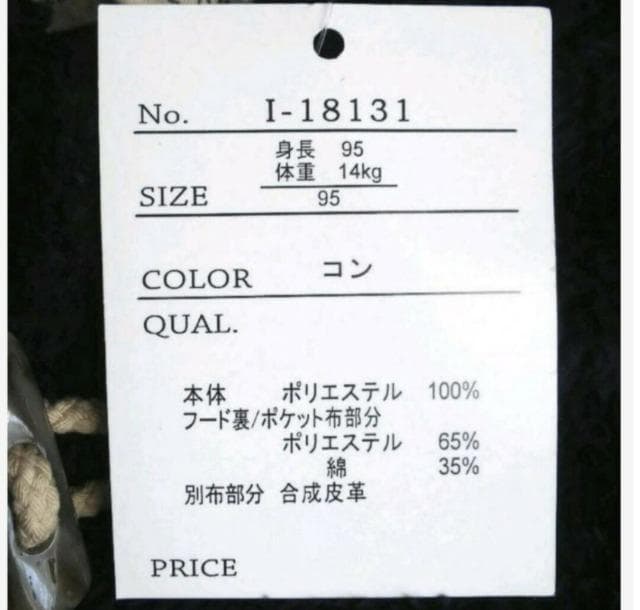 No. I-18131
身長 95
体重 14kg
SIZE 95
COLOR コン
QUAL.
本体 ポリエステル 100%
フード裏/ポケット布部分
ポリエステル 65%
綿 35%
別布部分 合成皮革
PRICE